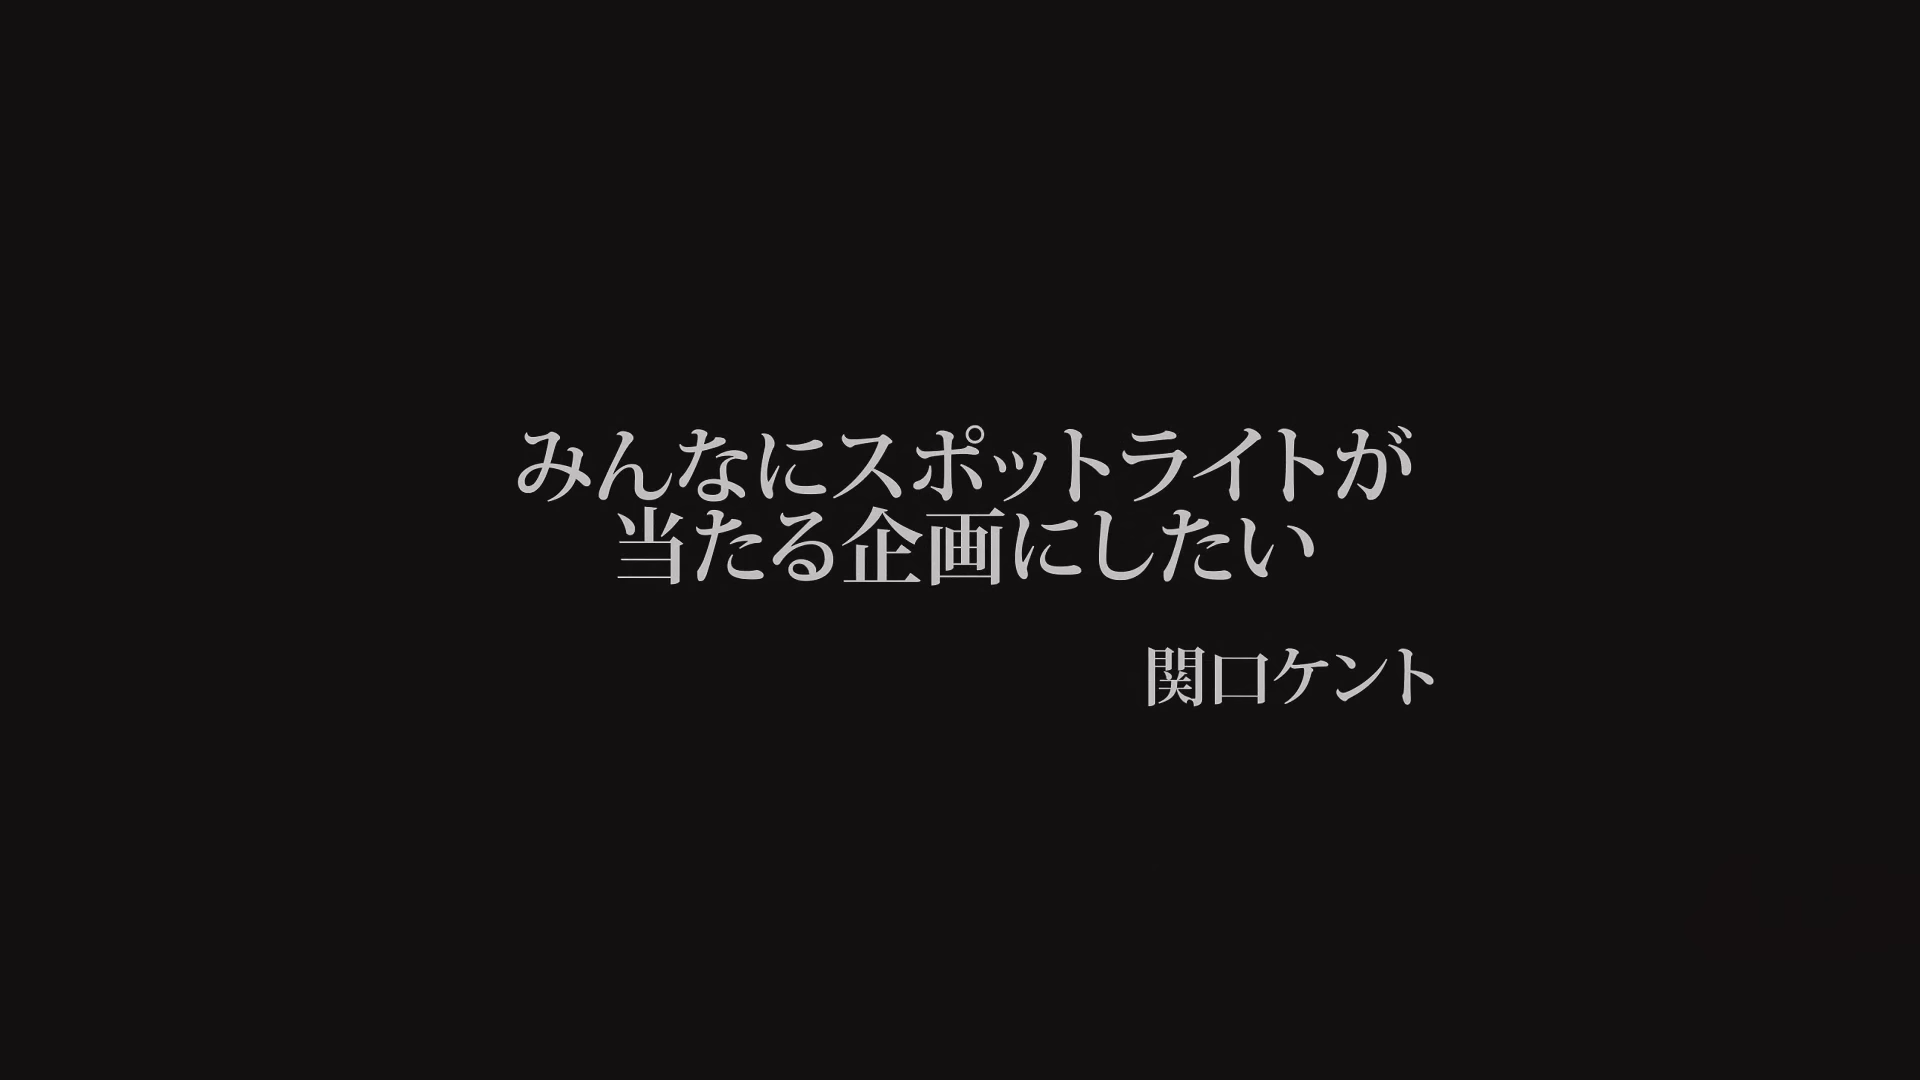 みんなにスポットライトが
当たる企画にしたい
関口ケント